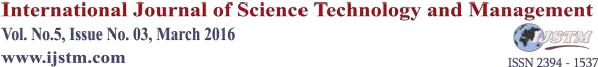 International Journal of Science Technology and Management
Vol. No.5, Issue No. 03, March 2016
IJSTM
www.ijstm.com
ISSN 2394 - 1537